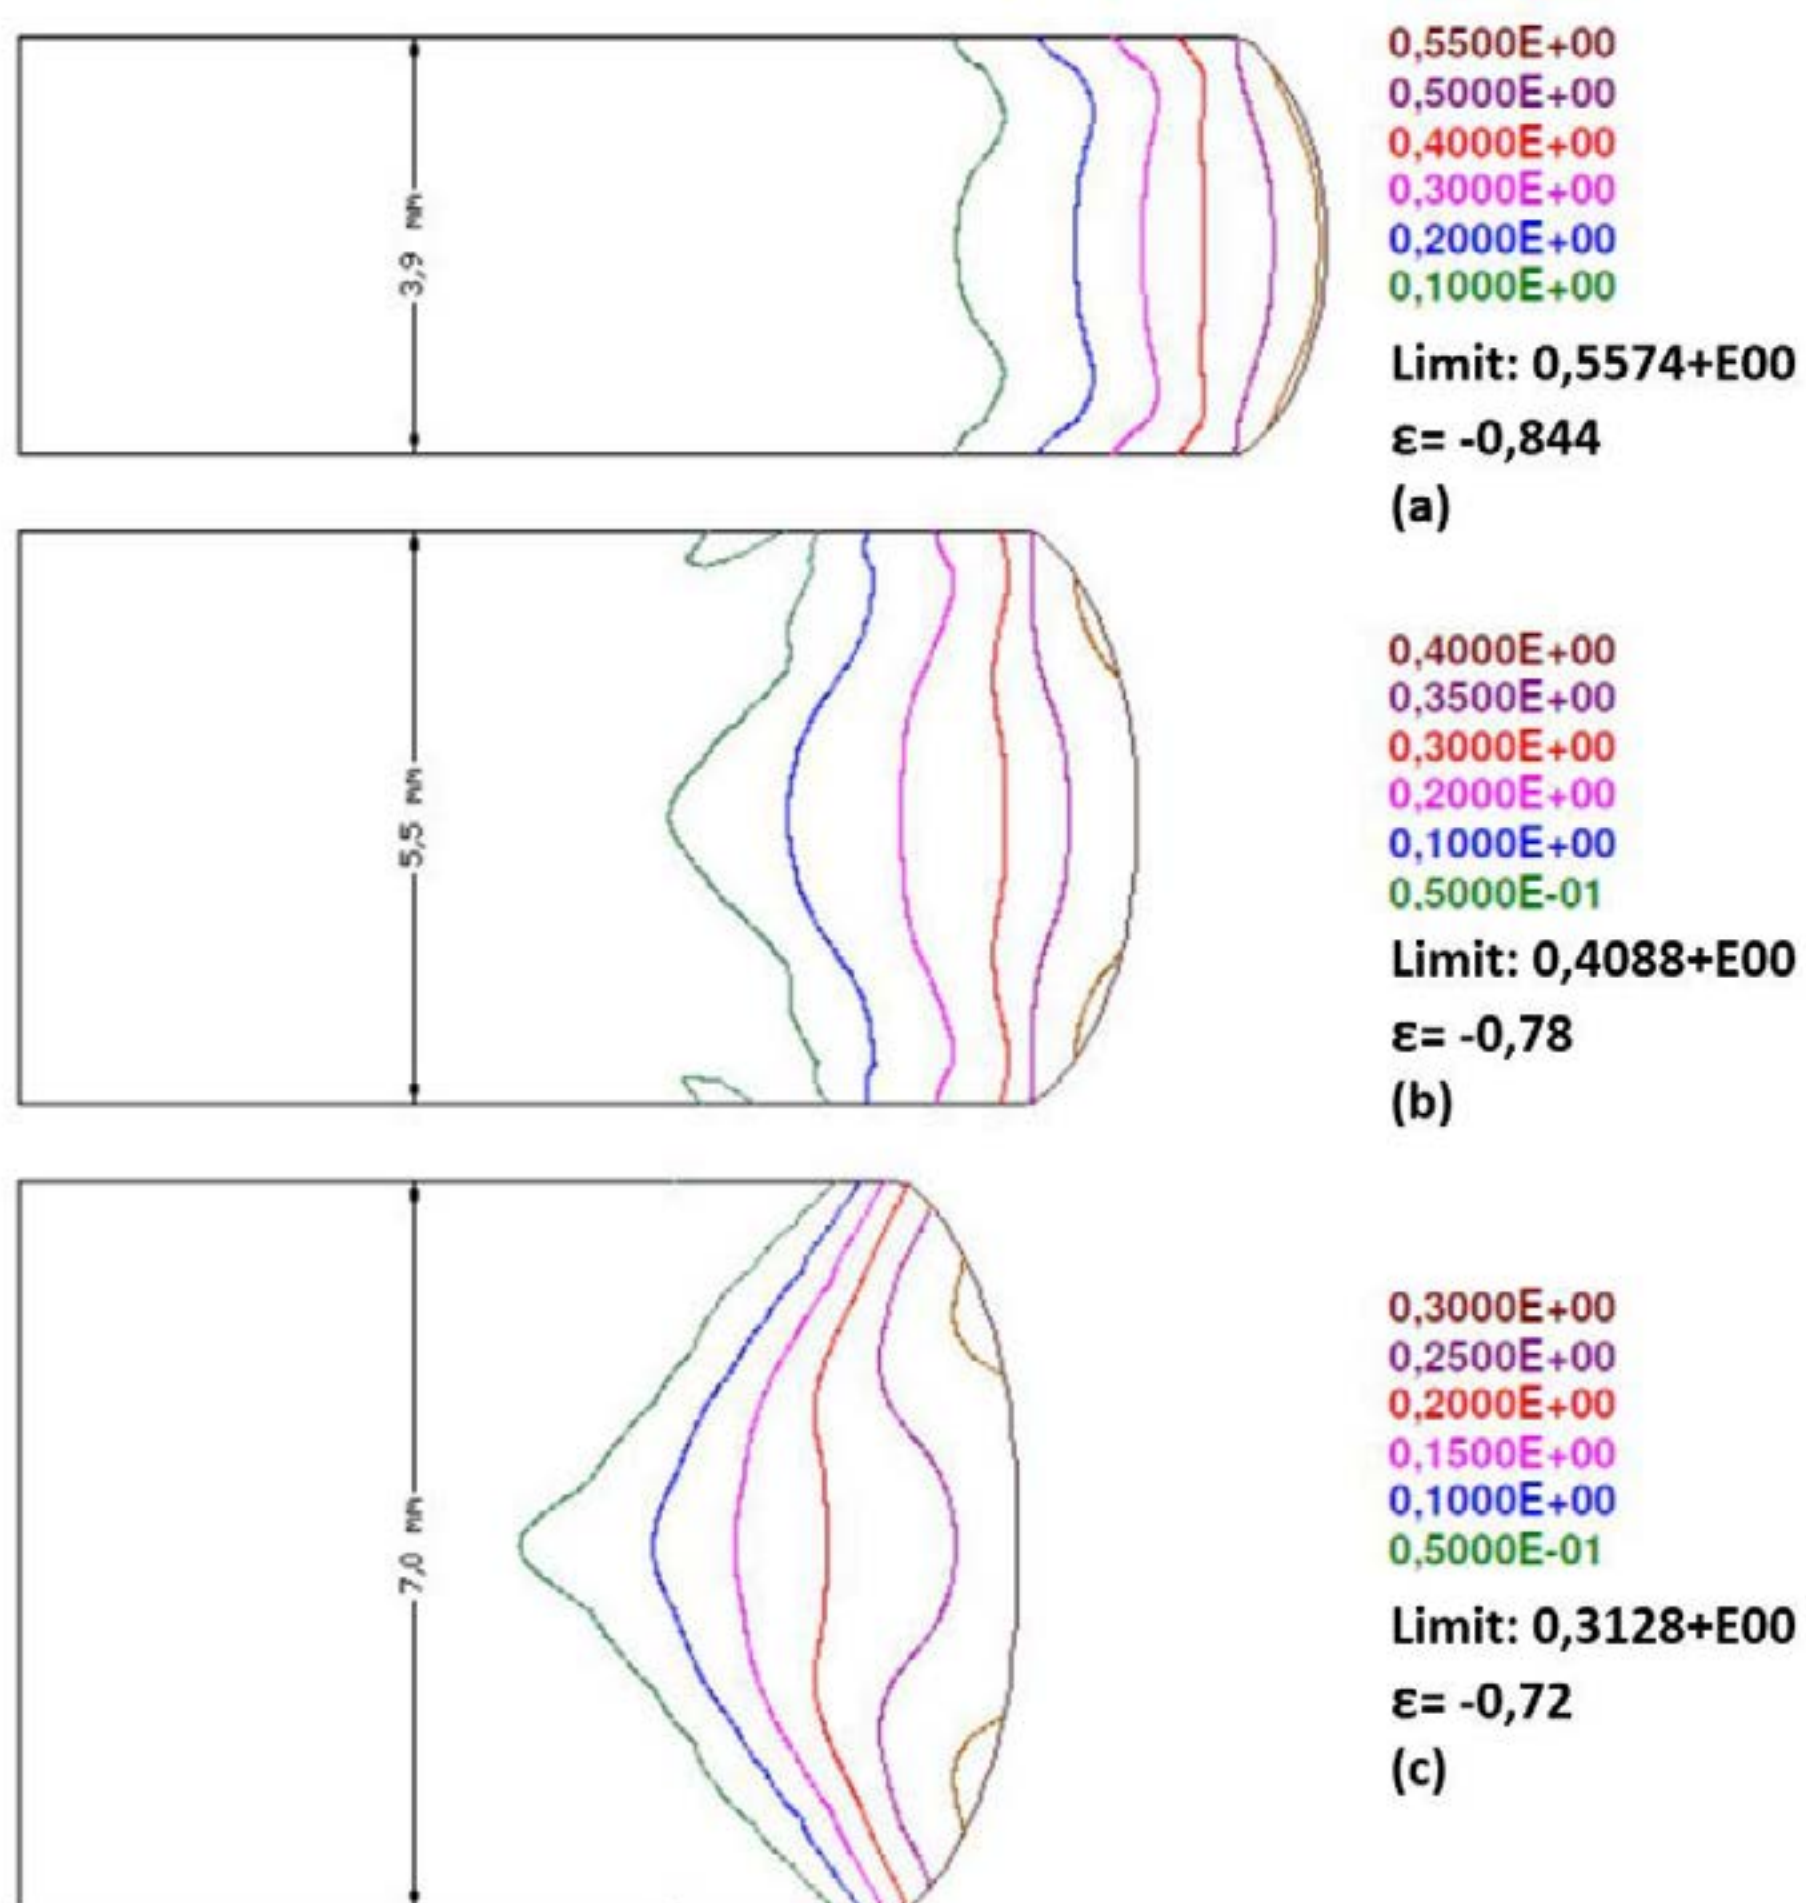 3,9 мм
0,5500E+00
0,5000E+00
0,4000E+00
0,3000E+00
0,2000E+00
0,1000E+00
Limit: 0,5574+E00
ε= -0,844
(a)
5,5 мм
0,4000E+00
0,3500E+00
0,3000E+00
0,2000E+00
0,1000E+00
0,5000E-01
Limit: 0,4088+E00
ε= -0,78
(b)
7,0 мм
0,3000E+00
0,2500E+00
0,2000E+00
0,1500E+00
0,1000E+00
0,5000E-01
Limit: 0,3128+E00
ε= -0,72
(c)